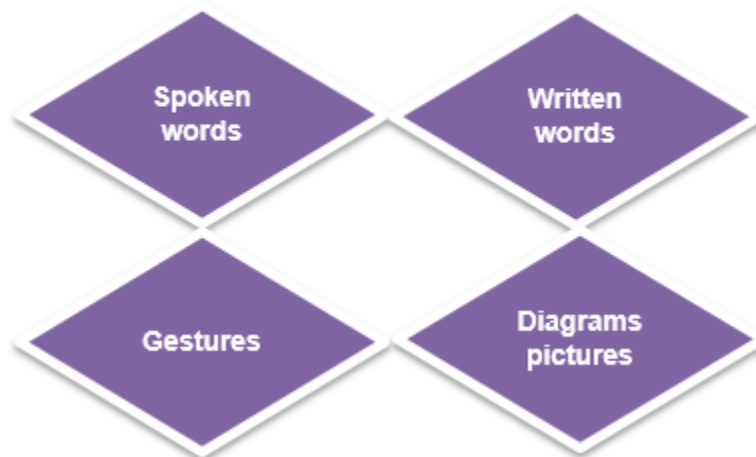 Spoken
words
Written
words
Gestures
Diagrams
pictures